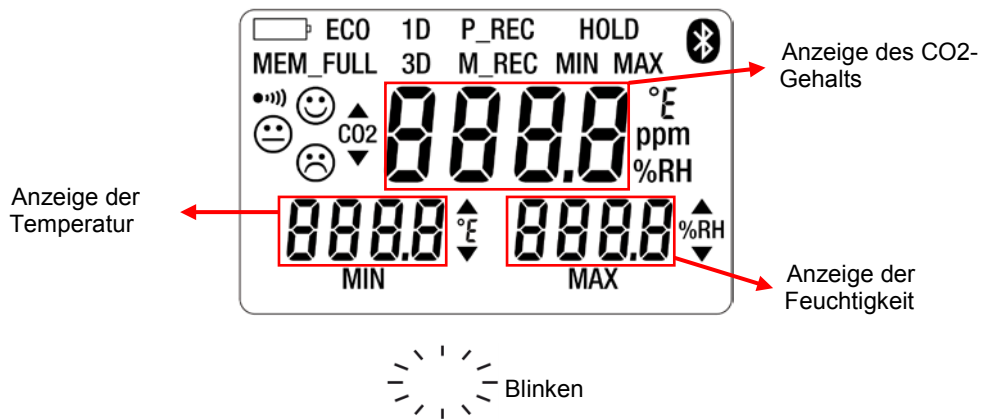 ECO 1D P_REC HOLD
MEM_FULL 3D M_REC MIN MAX
Anzeige des CO2-
Gehalts
CO2
888.8
°E
ppm
%RH
Anzeige der
Temperatur
888.8 °E
888.8 %RH
MIN
MAX
Anzeige der
Feuchtigkeit
Blinken